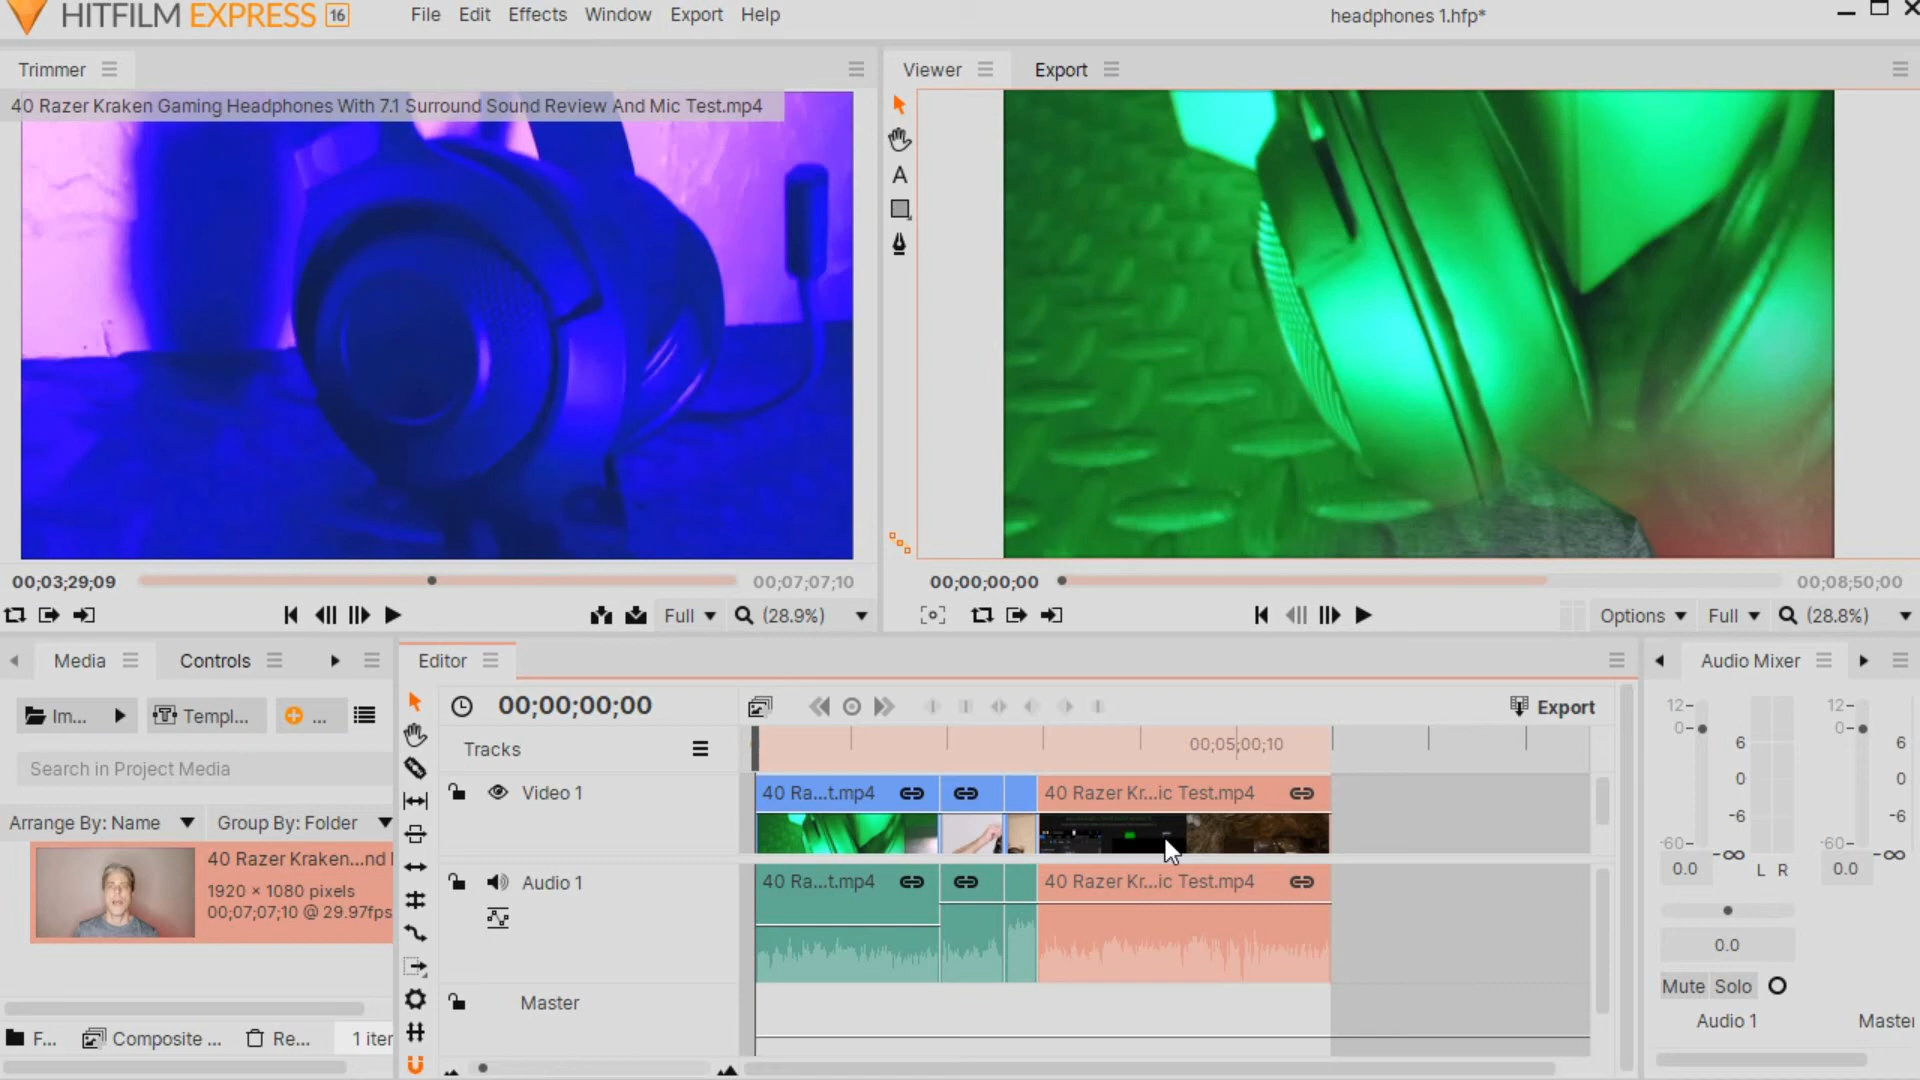 HITFILM EXPRESS 16 File Edit Effects Window Export Help headphones 1.hfp*
Trimmer Viewer Export
40 Razer Kraken Gaming Headphones With 7.1 Surround Sound Review And Mic Test.mp4
A
00;03;29;09 00;07;07;10 00;00;00;00 00;08;50;00
Full (28.9%) Options Full (28.8%)
Media Controls Editor Audio Mixer
Im... Templ... ... 00;00;00;00 Export
Tracks 00;05;00;10
Search in Project Media
Arrange By: Name Group By: Folder
40 Razer Kraken...nd
1920 × 1080 pixels
00;07;07;10 @ 29.97fps
Video 1 40 Ra...t.mp4 40 Razer Kr...ic Test.mp4
Audio 1 40 Ra...t.mp4 40 Razer Kr...ic Test.mp4
Master
F... Composite ... Re... 1 iter
12- 12-
0- 0-
6 6
0 0
-6 -6
-60- -60-
-∞ -∞
0.0 L R 0.0
0.0
Mute Solo
Audio 1 Master